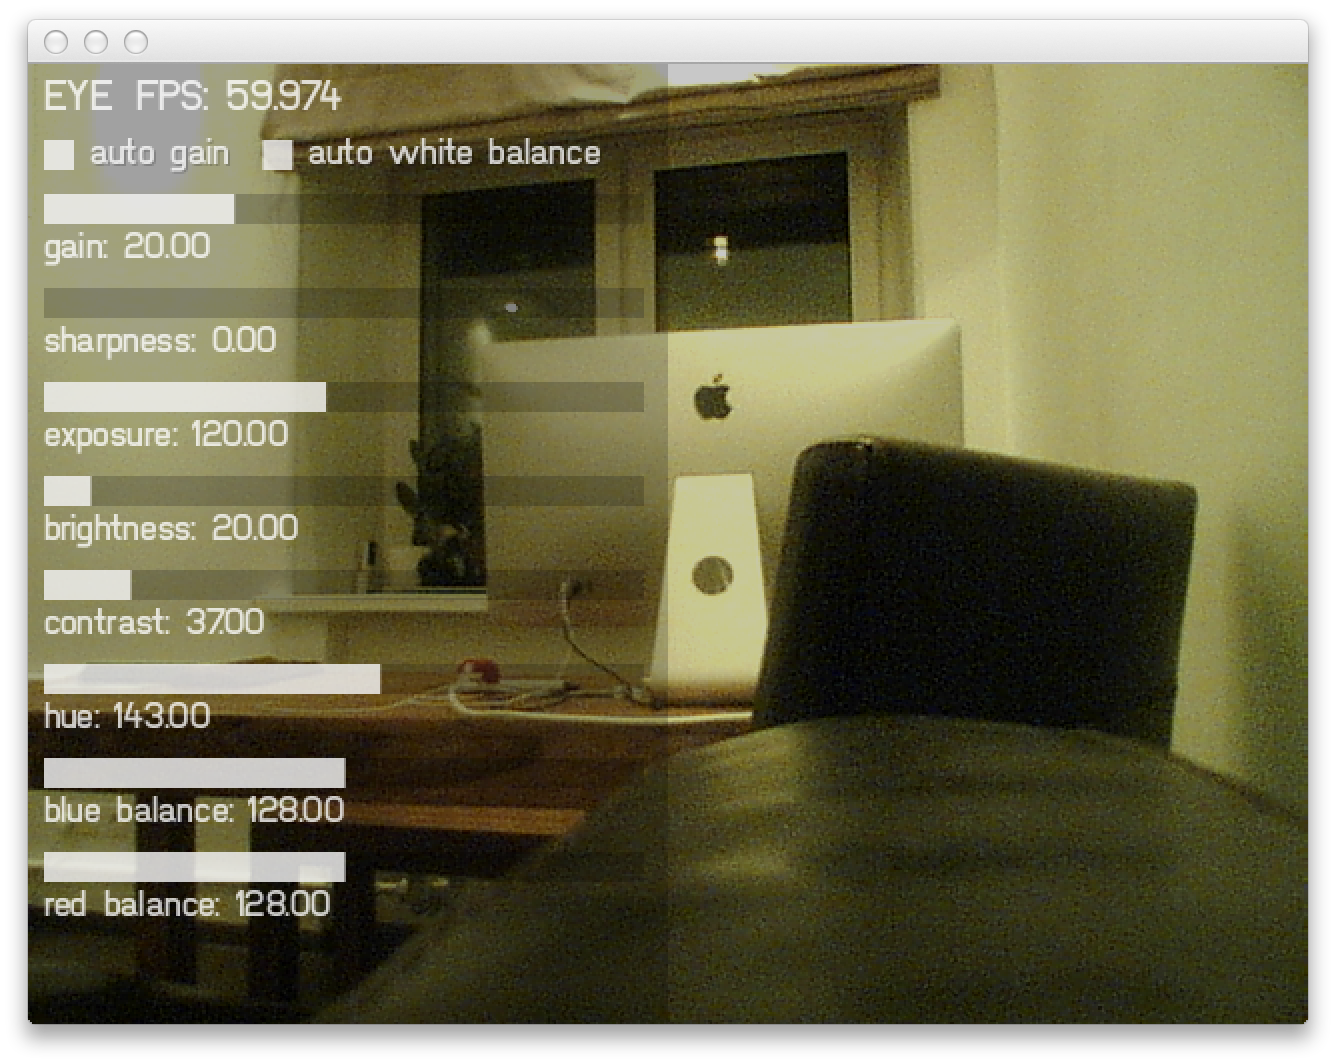 EYE FPS: 59.974
auto gain auto white balance
gain: 20.00
sharpness: 0.00
exposure: 120.00
brightness: 20.00
contrast: 37.00
hue: 143.00
blue balance: 128.00
red balance: 128.00